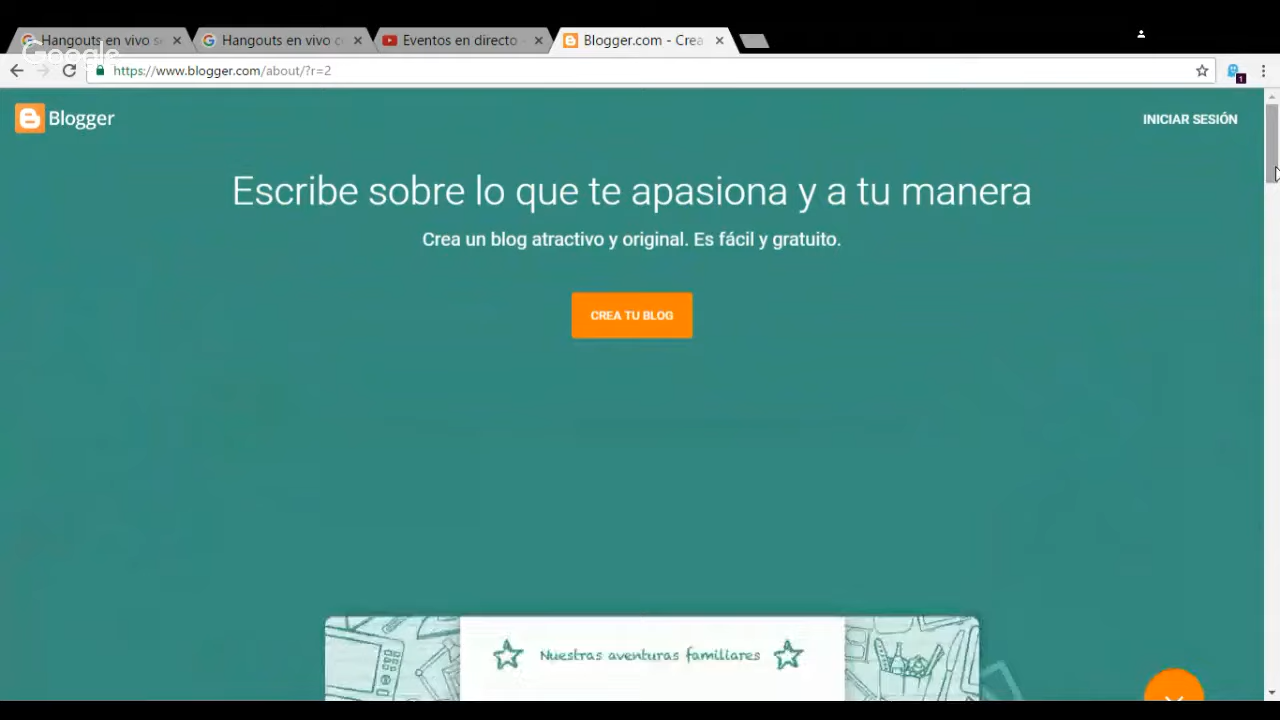 Hangouts en vivo s
Hangouts en vivo c
Eventos en directo
Blogger.com - Crea
Google
https://www.blogger.com/about/?r=2
1
Blogger
INICIAR SESIÓN
Escribe sobre lo que te apasiona y a tu manera
Crea un blog atractivo y original. Es fácil y gratuito.
CREA TU BLOG
Nuestras aventuras familiares